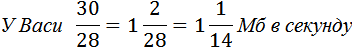 У Васи 30/28 = 1 2/28 = 1 1/14 Мб в секунду